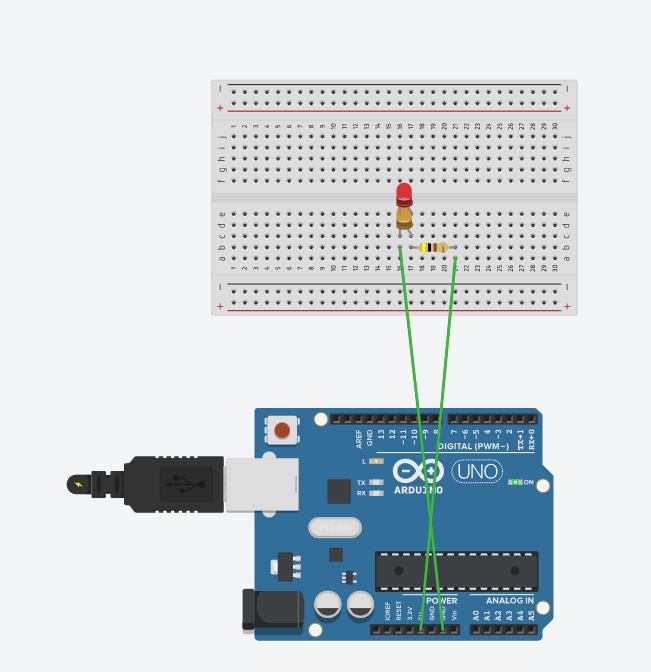 1 2 3 4 5 6 7 8 9 10 11 12 13 14 15 16 17 18 19 20 21 22 23 24 25 26 27 28 29 30
j j
i i
h h
g g
f f
e e
d d
c c
b b
a a
1 2 3 4 5 6 7 8 9 10 11 12 13 14 15 16 17 18 19 20 21 22 23 24 25 26 27 28 29 30
AREF GND 13 12 ~11 ~10 ~9 8 7 ~6 ~5 4 ~3 2 TX→1 RX←0
DIGITAL (PWM~)
L
TX
RX
ARDUINO
UNO
ON
POWER
ANALOG IN
IOREF RESET 3.3V 5V GND GND Vin A0 A1 A2 A3 A4 A5